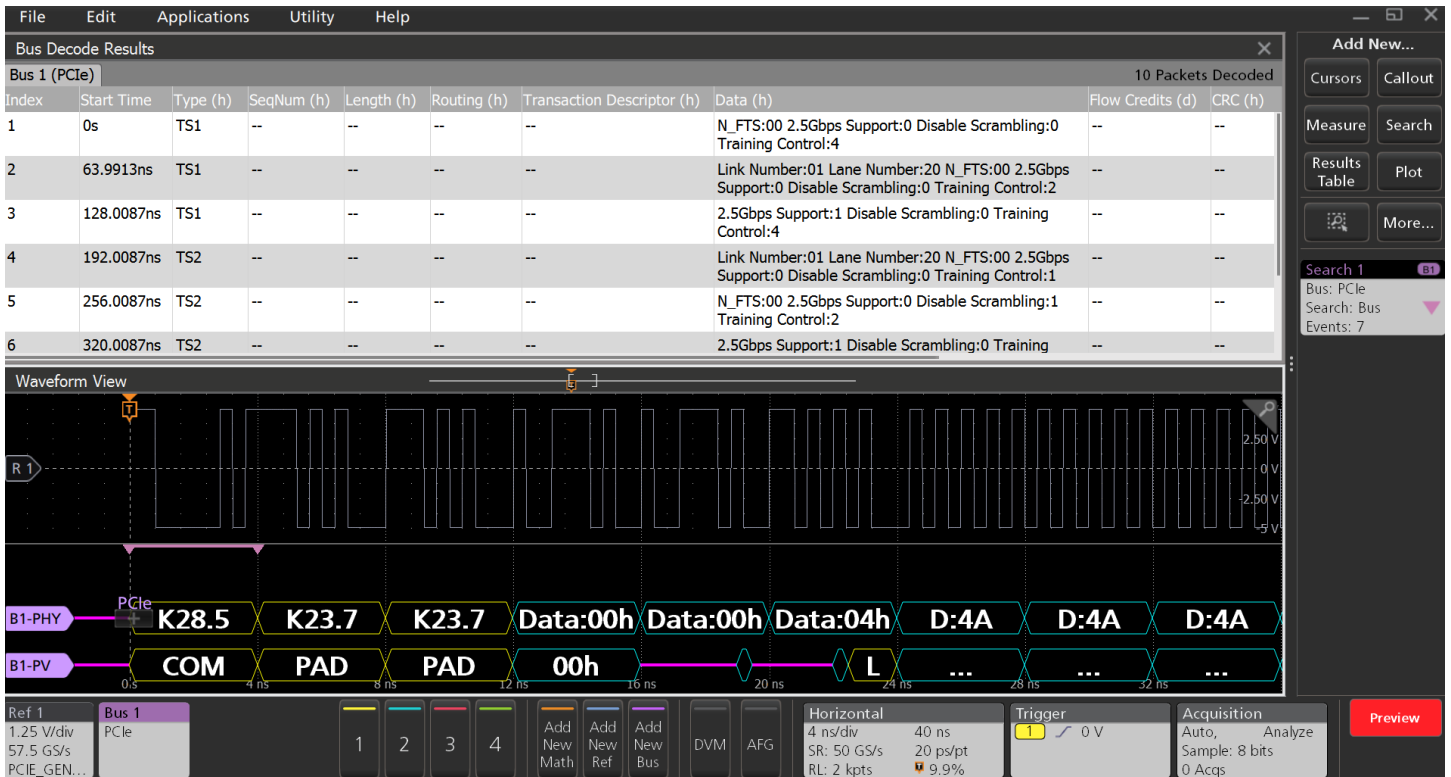 File Edit Applications Utility Help
Bus Decode Results
Bus 1 (PCIe) 10 Packets Decoded
Index Start Time Type (h) SeqNum (h) Length (h) Routing (h) Transaction Descriptor (h) Data (h) Flow Credits (d) CRC (h)
1 0s TS1 -- -- -- -- N_FTS:00 2.5Gbps Support:0 Disable Scrambling:0 -- --
Training Control:4
2 63.9913ns TS1 -- -- -- -- Link Number:01 Lane Number:20 N_FTS:00 2.5Gbps -- --
Support:0 Disable Scrambling:0 Training Control:2
3 128.0087ns TS1 -- -- -- -- 2.5Gbps Support:1 Disable Scrambling:0 Training -- --
Control:4
4 192.0087ns TS2 -- -- -- -- Link Number:01 Lane Number:20 N_FTS:00 2.5Gbps -- --
Support:0 Disable Scrambling:0 Training Control:1
5 256.0087ns TS2 -- -- -- -- N_FTS:00 2.5Gbps Support:0 Disable Scrambling:1 -- --
Training Control:2
6 320.0087ns TS2 -- -- -- -- 2.5Gbps Support:1 Disable Scrambling:0 Training -- --
Waveform View
T
R 1
2.50 V
0 V
-2.50 V
-5 V
PCIe
B1-PHY K28.5 K23.7 K23.7 Data:00h Data:00h Data:04h D:4A D:4A D:4A
B1-PV COM PAD PAD 00h L ... ... ...
0s 4 ns 8 ns 12 ns 16 ns 20 ns 24 ns 28 ns 32 ns
Add New...
Cursors Callout
Measure Search
Results Table Plot
More...
Search 1 B1
Bus: PCIe
Search: Bus
Events: 7
Ref 1
1.25 V/div
57.5 GS/s
PCIE_GEN...
Bus 1
PCIe
1 2 3 4
Add New Math
Add New Ref
Add New Bus
DVM AFG
Horizontal
4 ns/div 40 ns
SR: 50 GS/s 20 ps/pt
RL: 2 kpts 9.9%
Trigger
1 0 V
Acquisition
Auto, Analyze
Sample: 8 bits
0 Acqs
Preview